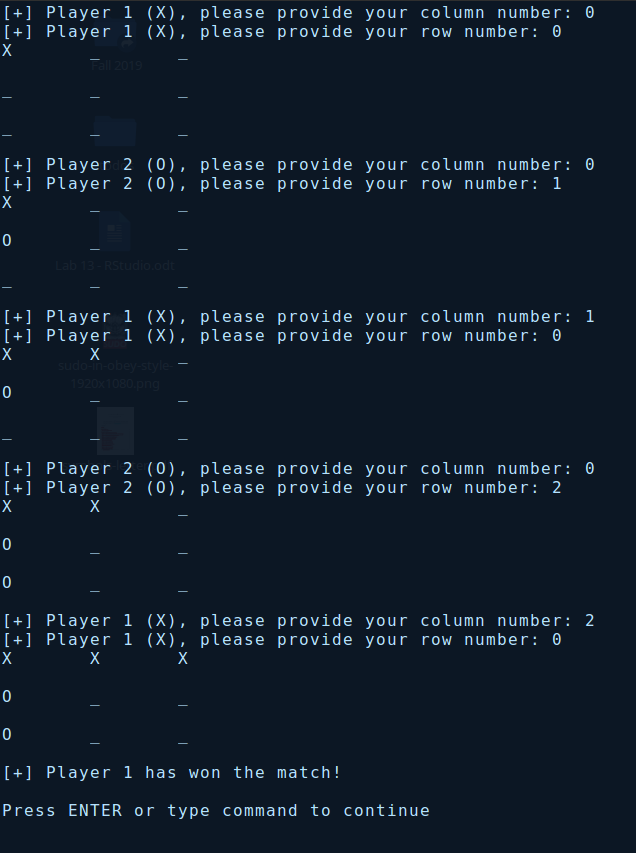 [+] Player 1 (X), please provide your column number: 0
[+] Player 1 (X), please provide your row number: 0
X _ _
Fall 2019
_ _ _
_ _ _
[+] Player 2 (O), please provide your column number: 0
[+] Player 2 (O), please provide your row number: 1
X _ _
O _ _
Lab 13 -RStudio.odt
_ _ _
[+] Player 1 (X), please provide your column number: 1
[+] Player 1 (X), please provide your row number: 0
X X _
sudo-in-obey-style-
1920x1080.png
O _ _
_ _ _
[+] Player 2 (O), please provide your column number: 0
[+] Player 2 (O), please provide your row number: 2
X X _
O _ _
O _ _
[+] Player 1 (X), please provide your column number: 2
[+] Player 1 (X), please provide your row number: 0
X X X
O _ _
O _ _
[+] Player 1 has won the match!
Press ENTER or type command to continue